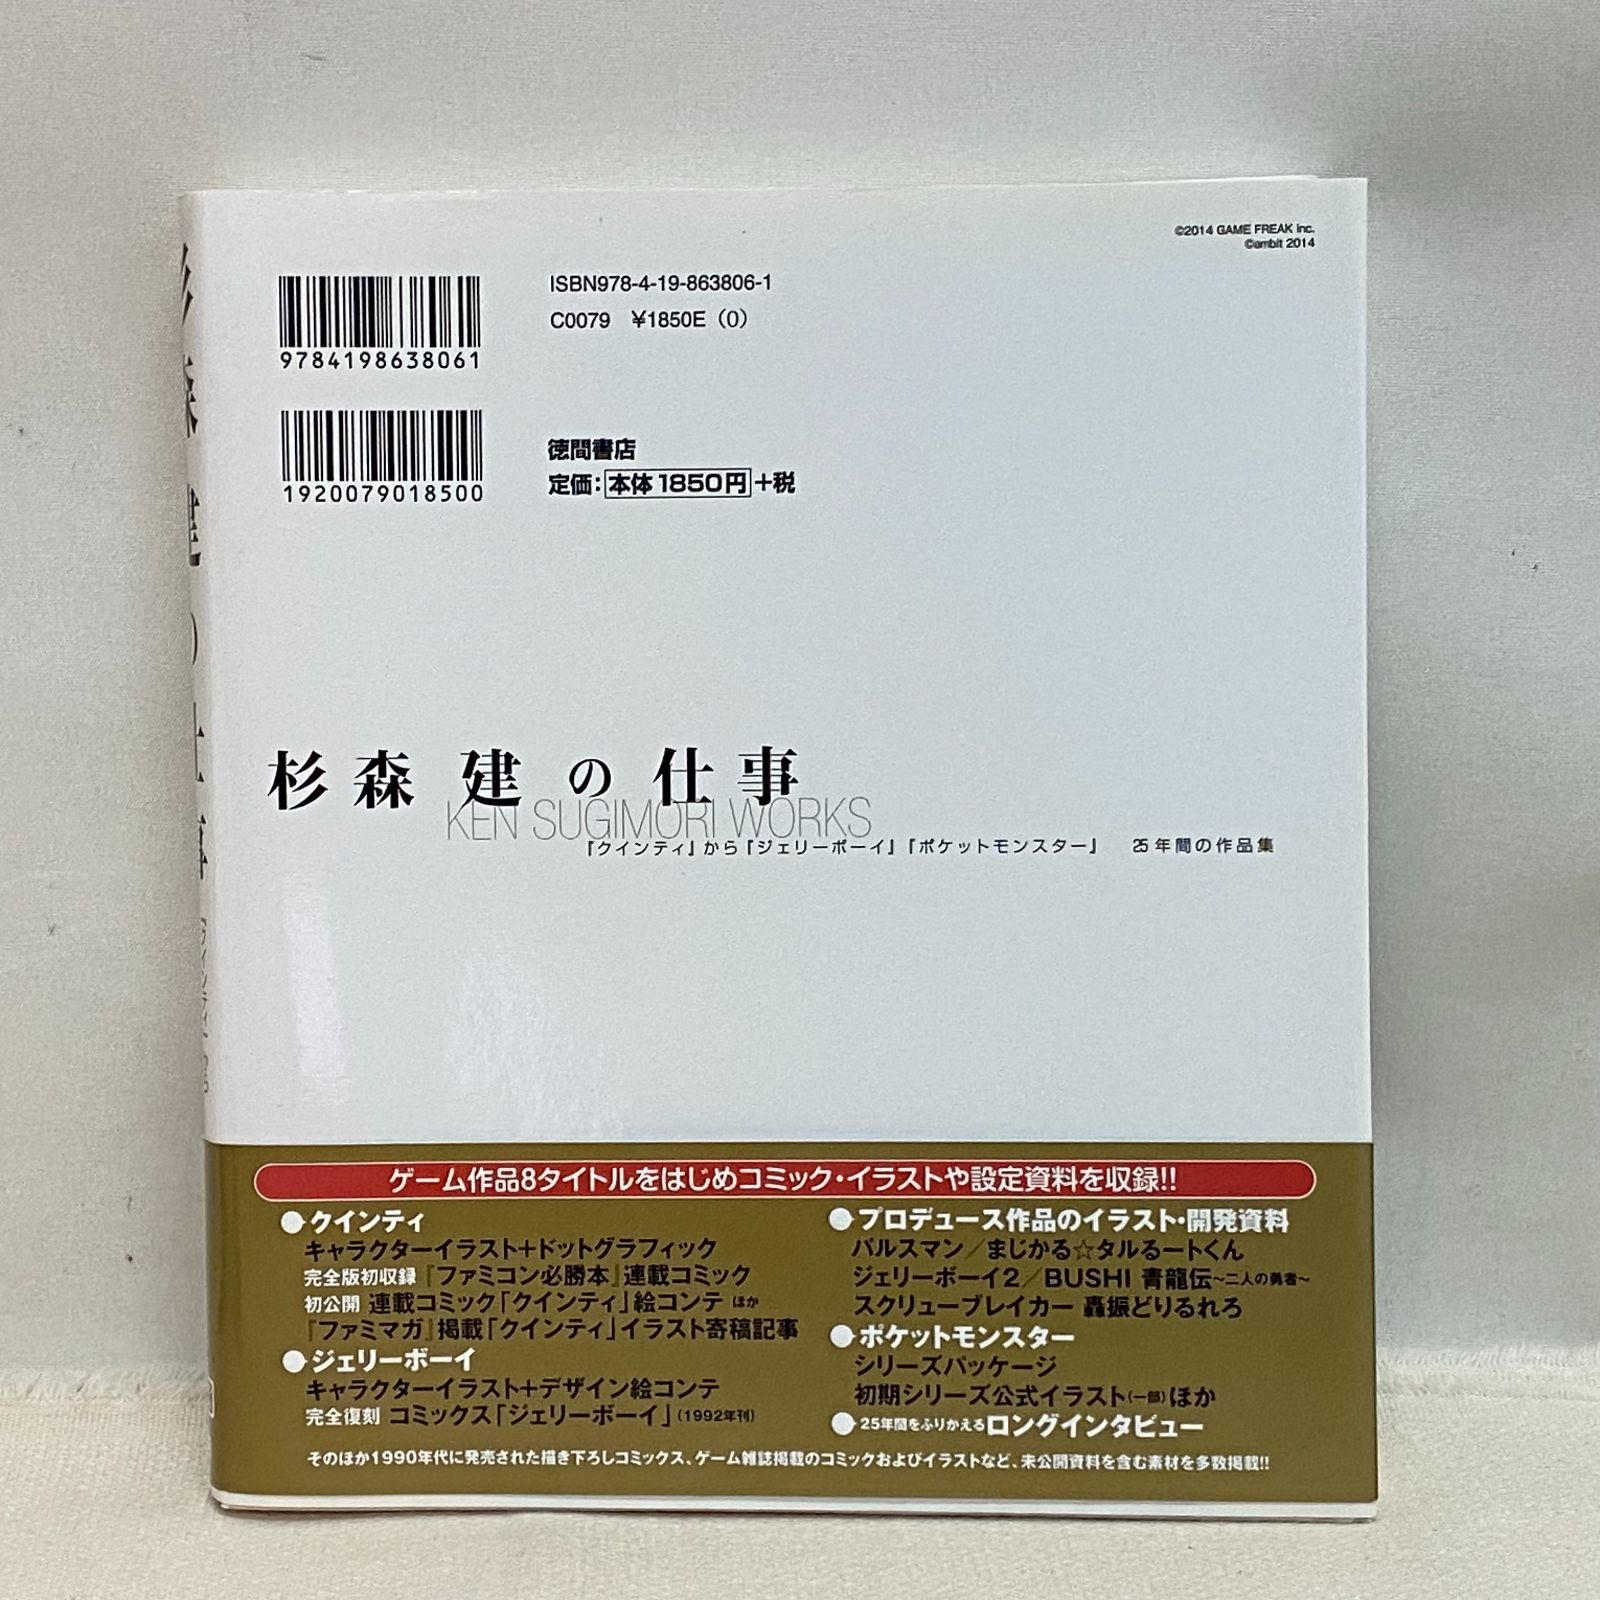 ©2014 GAME FREAK inc.
©ambit 2014
ISBN978-4-19-863806-1
C0079 ¥1850E (0)
9784198638061
1920079018500
徳間書店
定価：本体1850円+税
杉森 建 の 仕事
KEN SUGIMORI WORKS
『クインティ』から『ジェリーボーイ』『ポケットモンスター』 25年間の作品集
ゲーム作品8タイトルをはじめコミック・イラストや設定資料を収録!!
●クインティ
キャラクターイラスト+ドットグラフィック
完全版初収録『ファミコン必勝本』連載コミック
初公開 連載コミック「クインティ」絵コンテ ほか
『ファミマガ』掲載「クインティ」イラスト寄稿記事
●ジェリーボーイ
キャラクターイラスト+デザイン絵コンテ
完全復刻 コミックス「ジェリーボーイ」(1992年刊)
●プロデュース作品のイラスト・開発資料
パルスマン／まじかる☆タルるートくん
ジェリーボーイ2／BUSHI 青龍伝～二人の勇者～
スクリューブレイカー 轟振どりるれろ
●ポケットモンスター
シリーズパッケージ
初期シリーズ公式イラスト(一部)ほか
●25年間をふりかえるロングインタビュー
そのほか1990年代に発売された描き下ろしコミックス、ゲーム雑誌掲載のコミックおよびイラストなど、未公開資料を含む素材を多数掲載!!
杉森 建の仕事
『クインティ』から